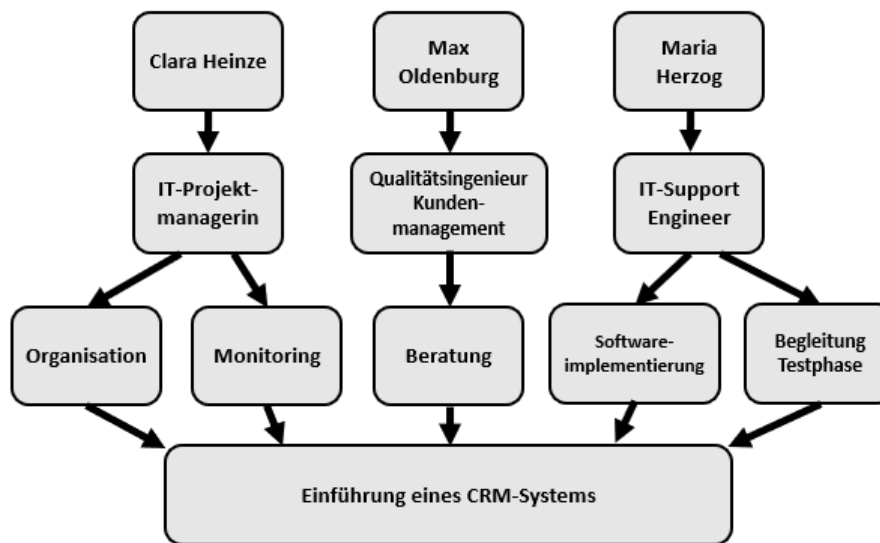 Clara Heinze
Max
Oldenburg
Maria
Herzog
IT-Projekt-
managerin
Qualitätsingenieur
Kunden-
management
IT-Support
Engineer
Organisation
Monitoring
Beratung
Software-
implementierung
Begleitung
Testphase
Einführung eines CRM-Systems